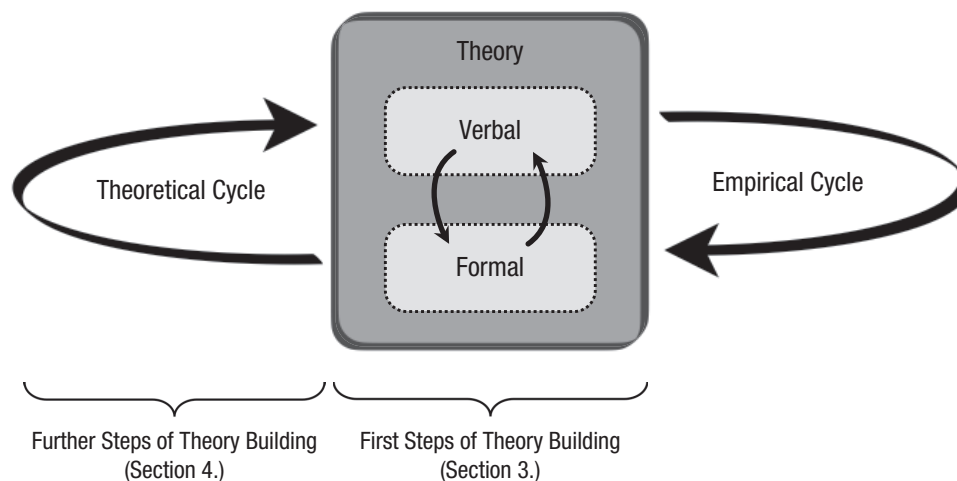 Theory
Verbal
Theoretical Cycle
Empirical Cycle
Formal
Further Steps of Theory Building
(Section 4.)
First Steps of Theory Building
(Section 3.)